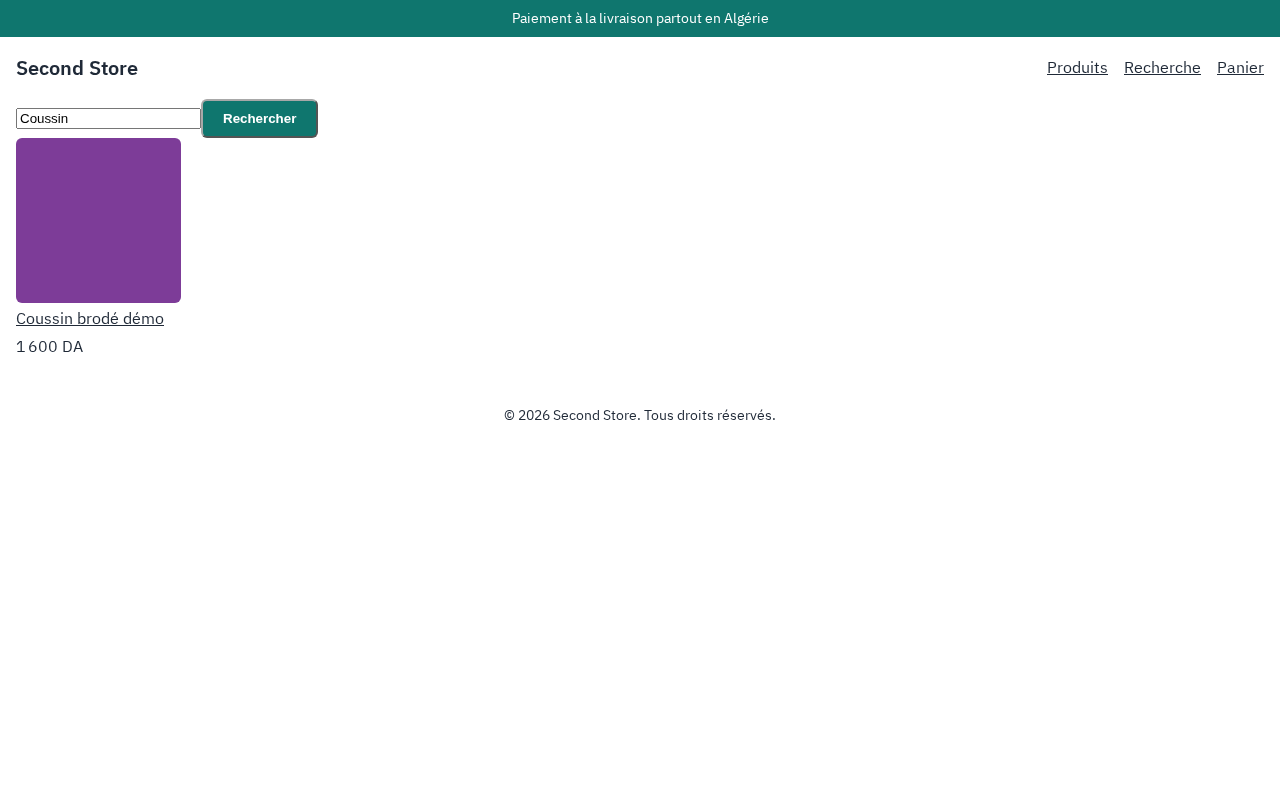 Paiement à la livraison partout en Algérie
Second Store
Produits Recherche Panier
Coussin
Rechercher
Coussin brodé démo
1 600 DA
© 2026 Second Store. Tous droits réservés.